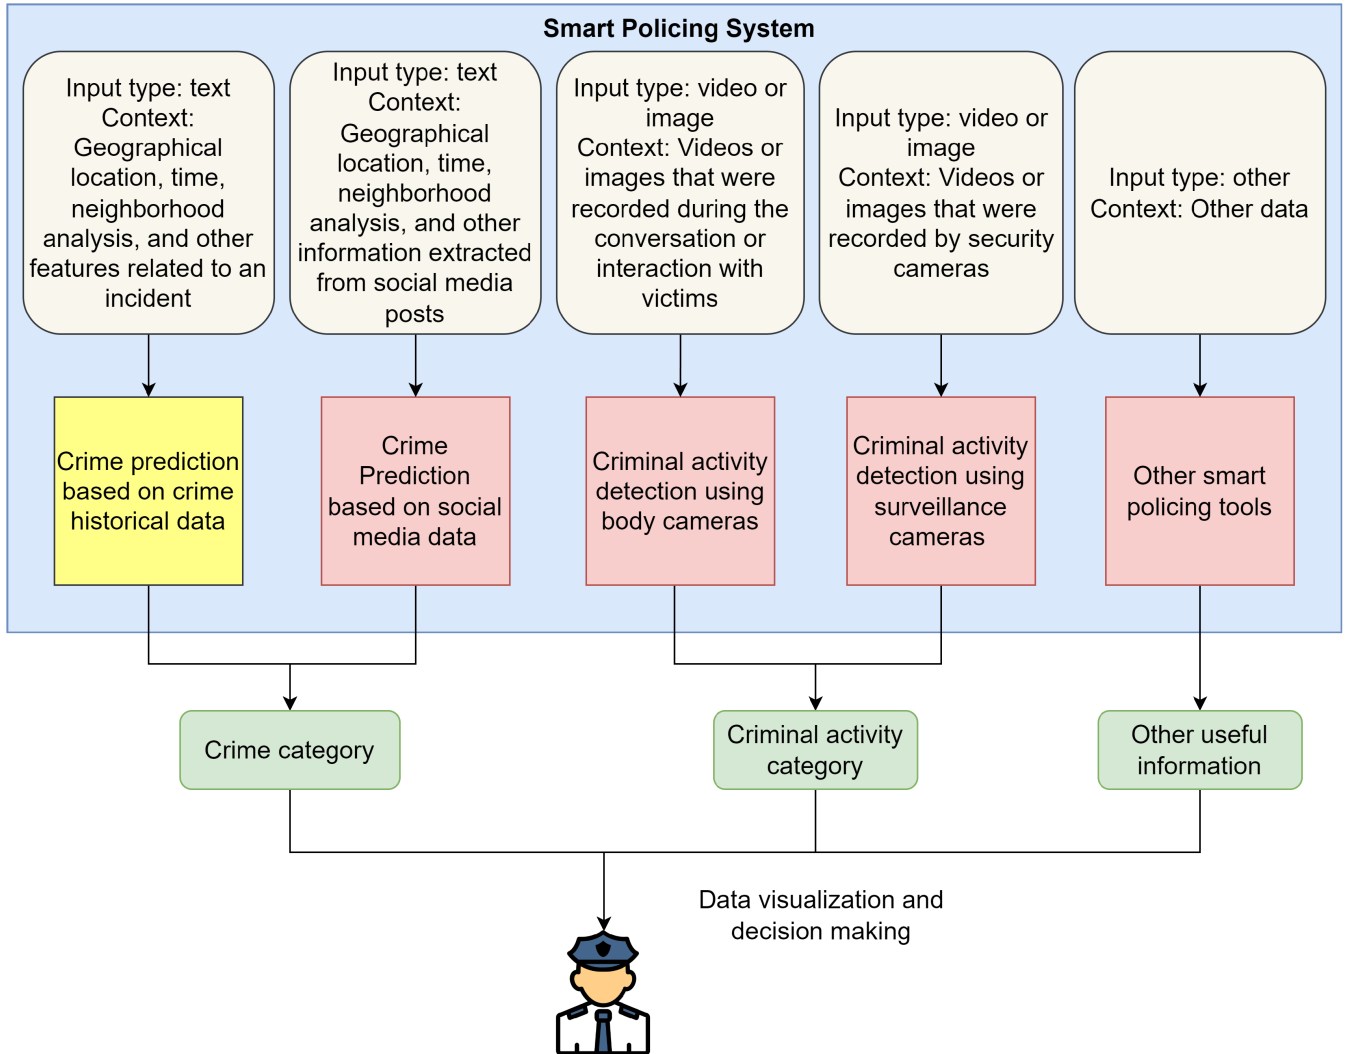 Smart Policing System
Input type: text
Context:
Geographical
location, time,
neighborhood
analysis, and other
features related to an
incident
Input type: text
Context:
Geographical
location, time,
neighborhood
analysis, and other
information extracted
from social media
posts
Input type: video or
image
Context: Videos or
images that were
recorded during the
conversation or
interaction with
victims
Input type: video or
image
Context: Videos or
images that were
recorded by security
cameras
Input type: other
Context: Other data
Crime prediction
based on crime
historical data
Crime
Prediction
based on social
media data
Criminal activity
detection using
body cameras
Criminal activity
detection using
surveillance
cameras
Other smart
policing tools
Crime category
Criminal activity
category
Other useful
information
Data visualization and
decision making